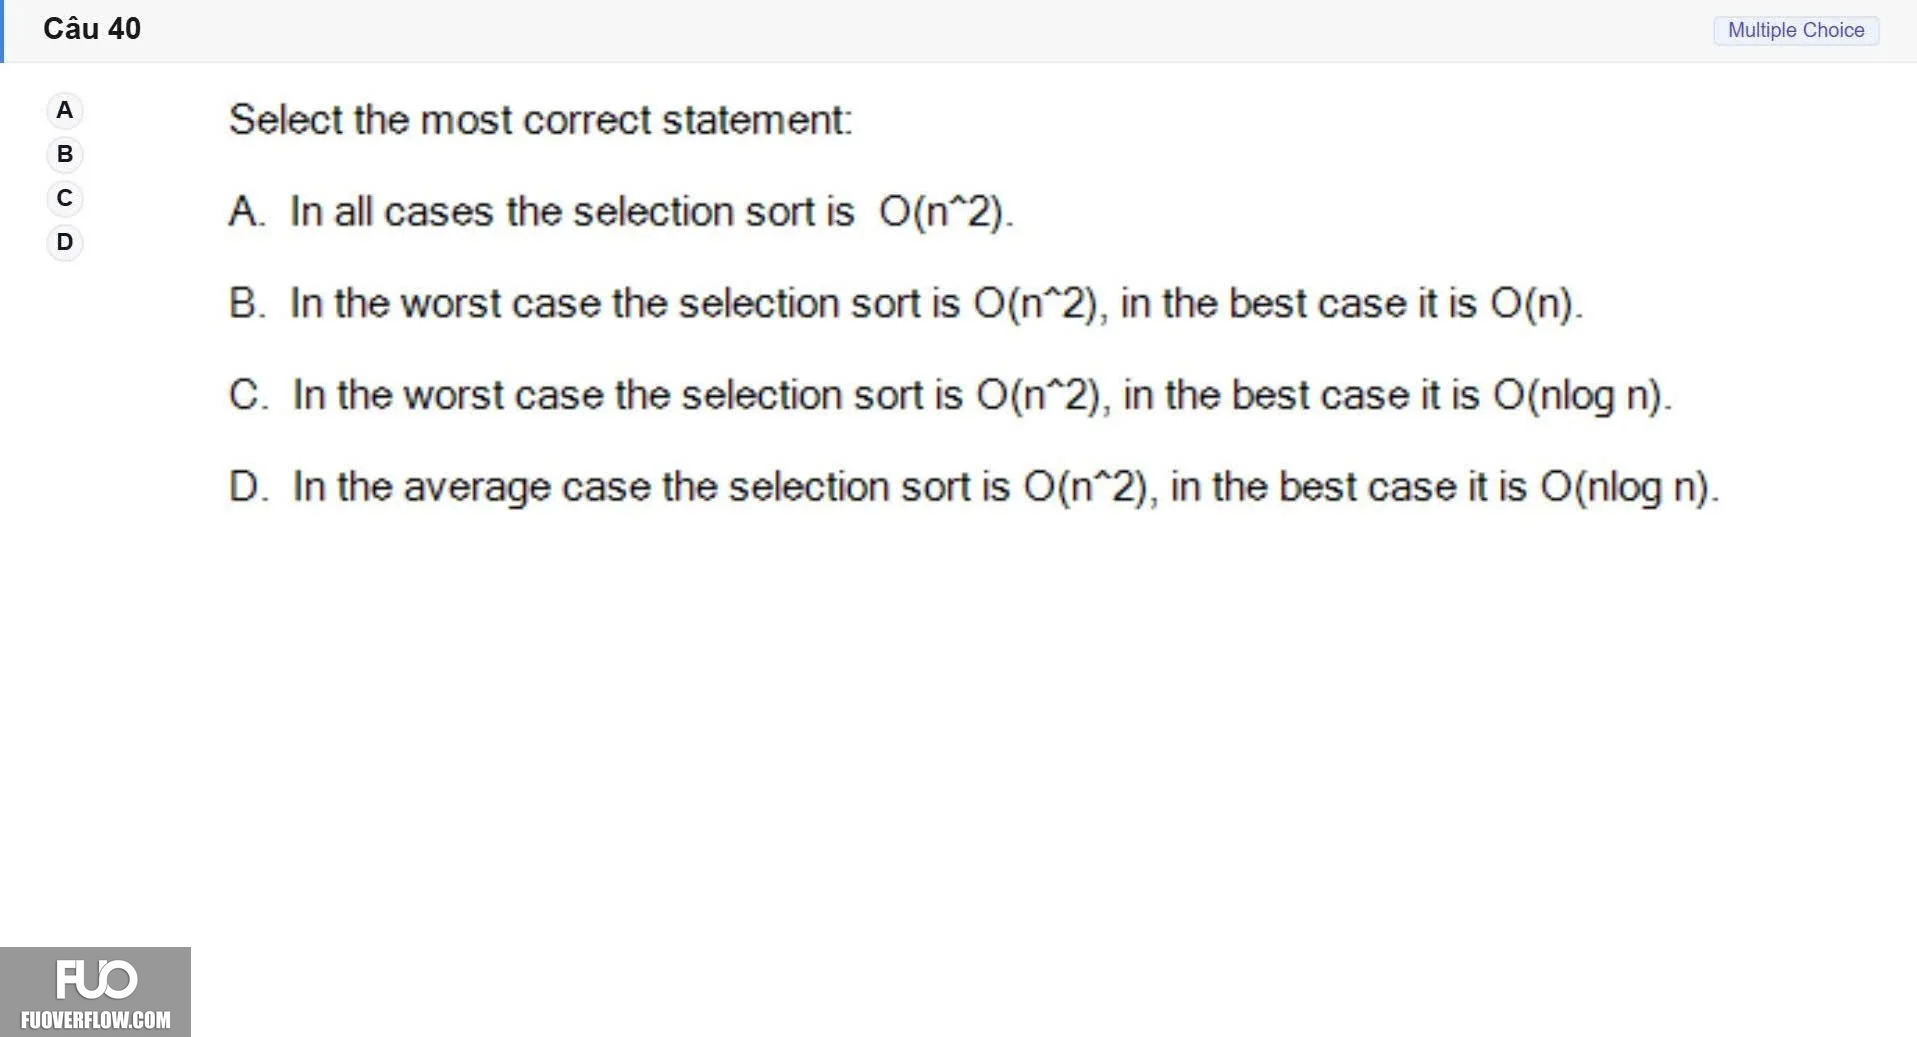 Câu 40
Multiple Choice
A
B
C
D
Select the most correct statement:
A. In all cases the selection sort is O(n^2).
B. In the worst case the selection sort is O(n^2), in the best case it is O(n).
C. In the worst case the selection sort is O(n^2), in the best case it is O(nlog n).
D. In the average case the selection sort is O(n^2), in the best case it is O(nlog n).
FUO
FUOVERFLOW.COM